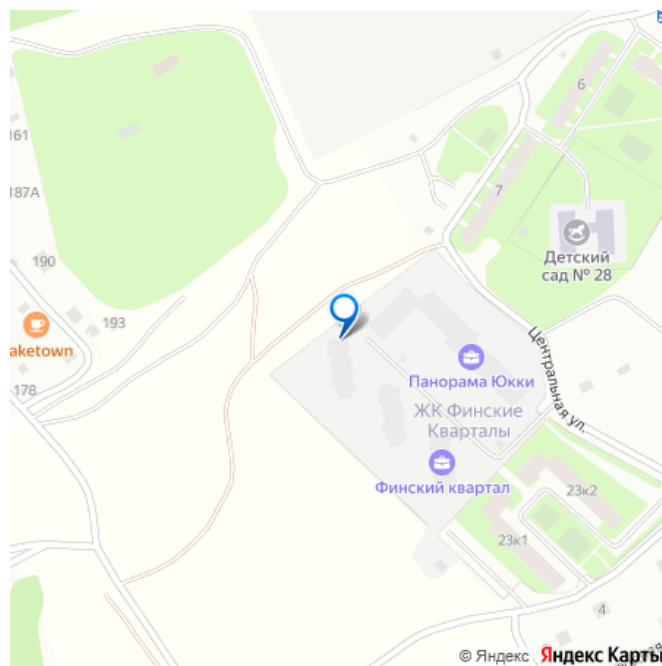 6
161
7
187А
190
Детский
сад № 28
193
aketown
Панорама Юкки
Центральная ул.
178
ЖК Финские
Кварталы
Финский квартал
23к2
23к1
4
© Яндекс Яндекс Карты